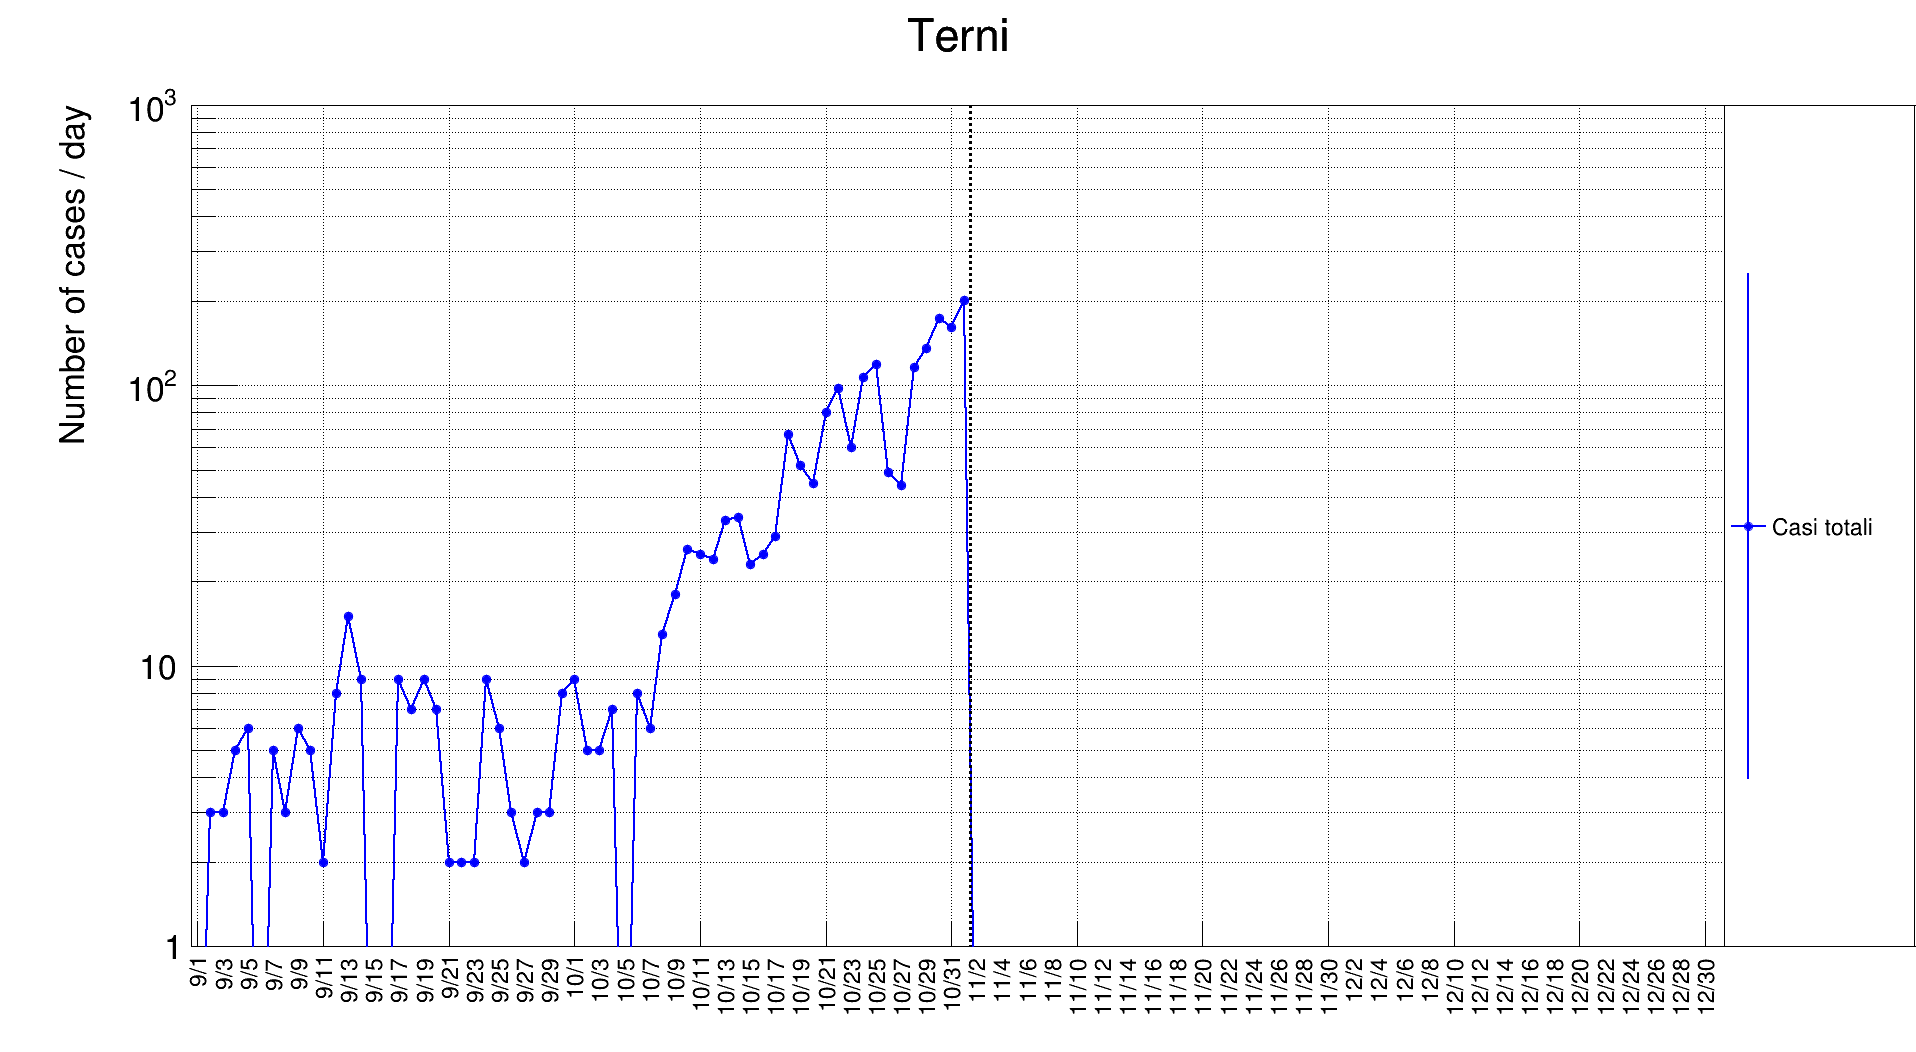 Terni
Number of cases / day
10³
10²
10
1
9/1 9/3 9/5 9/7 9/9 9/11 9/13 9/15 9/17 9/19 9/21 9/23 9/25 9/27 9/29 10/1 10/3 10/5 10/7 10/9 10/11 10/13 10/15 10/17 10/19 10/21 10/23 10/25 10/27 10/29 10/31 11/2 11/4 11/6 11/8 11/10 11/12 11/14 11/16 11/18 11/20 11/22 11/24 11/26 11/28 11/30 12/2 12/4 12/6 12/8 12/10 12/12 12/14 12/16 12/18 12/20 12/22 12/24 12/26 12/28 12/30
Casi totali